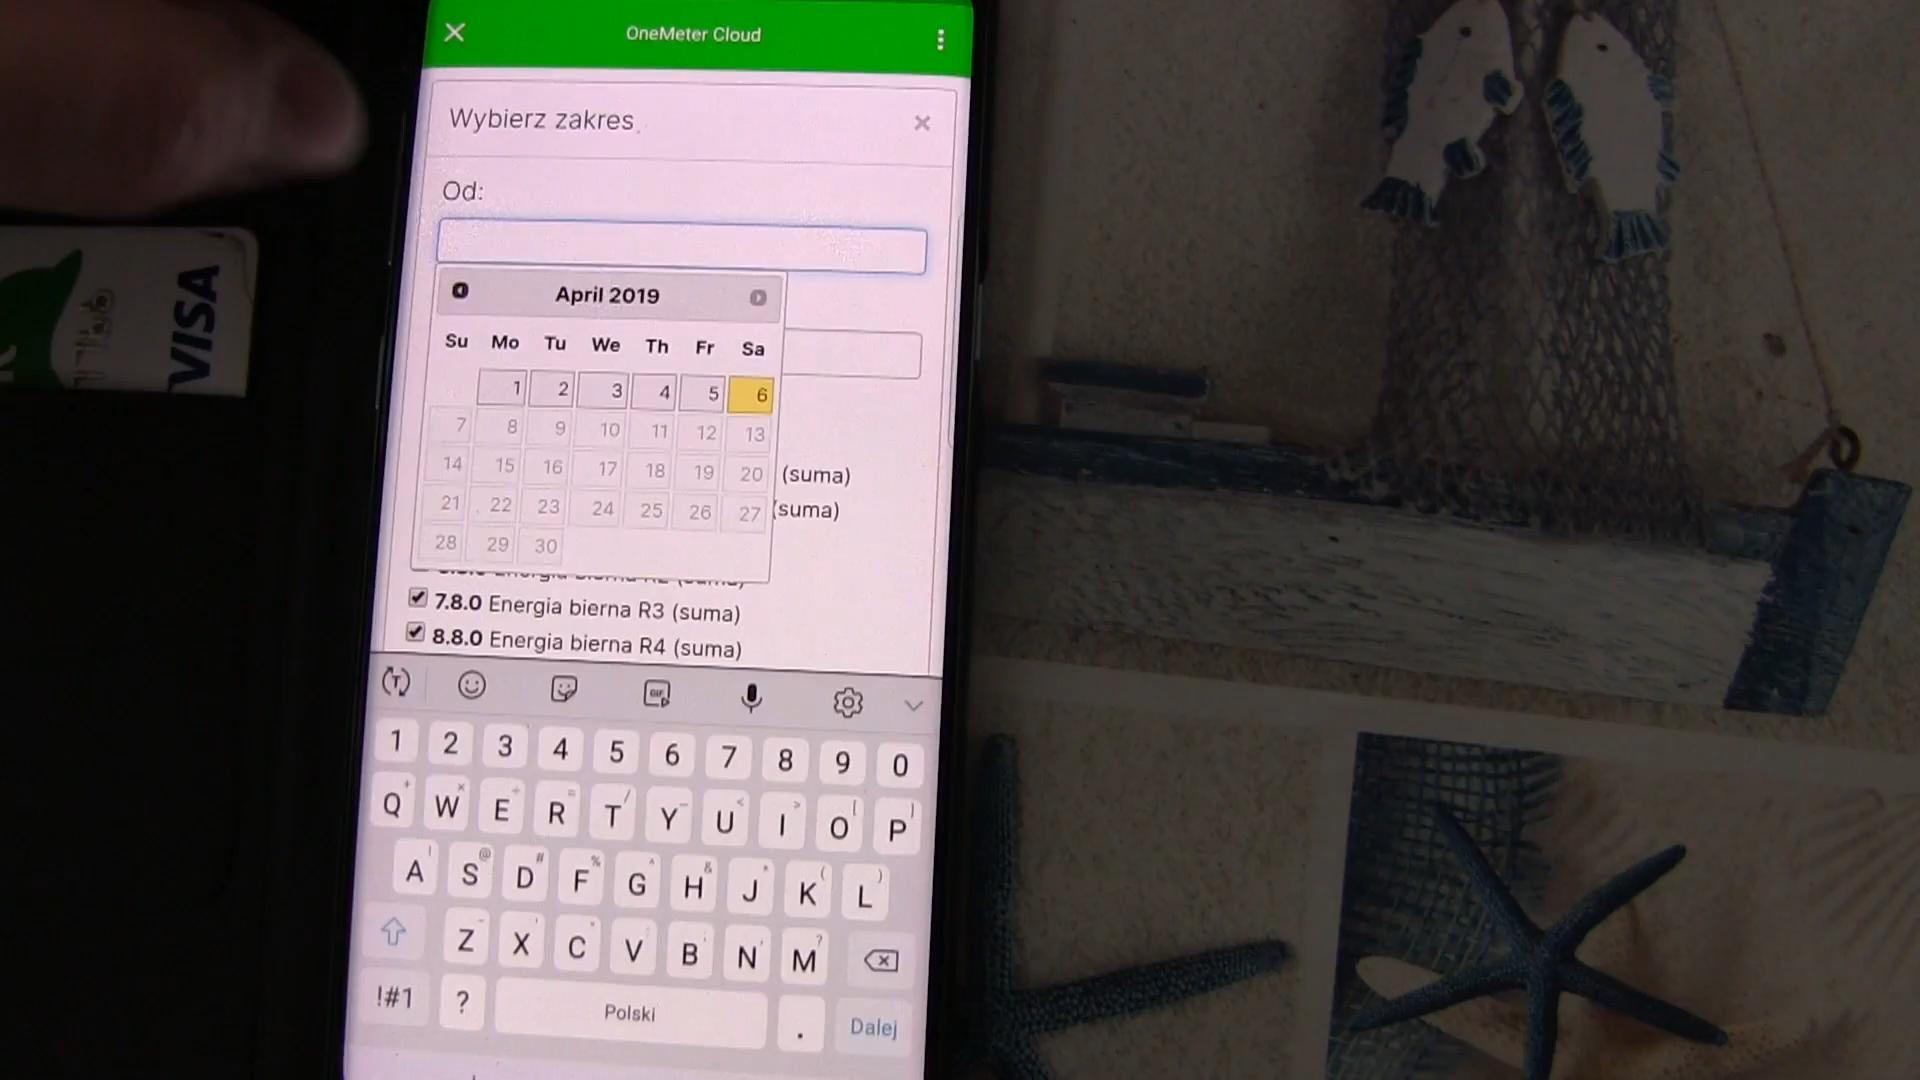 OneMeter Cloud
Wybierz zakres
Od:
April 2019
Su Mo Tu We Th Fr Sa
1 2 3 4 5 6
7 8 9 10 11 12 13
14 15 16 17 18 19 20
(suma)
21 22 23 24 25 26 27
(suma)
28 29 30
7.8.0 Energia bierna R3 (suma)
8.8.0 Energia bierna R4 (suma)
GIF
1 2 3 4 5 6 7 8 9 0
Q W E R T Y U I O P
A S D F G H J K L
Z X C V B N M
!#1 ? Polski . Dalej
VISA